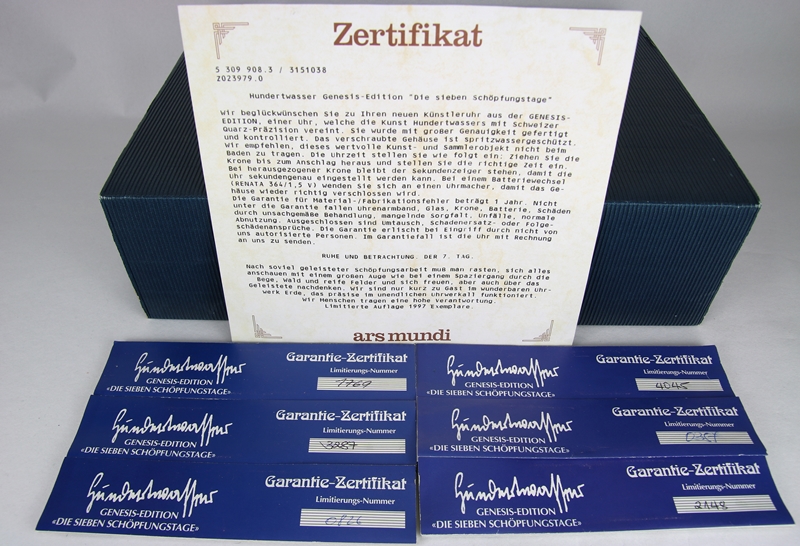 Zertifikat
5 309 908.3 / 3151038
Z023979.0
Hundertwasser Genesis-Edition "Die sieben Schöpfungstage"
Wir beglückwünschen Sie zu Ihren neuen Künstleruhr aus der GENESIS-
EDITION, einer Uhr, welche die Kunst Hundertwassers mit Schweizer
Quarz-Präzision vereint. Sie wurde mit großer Genauigkeit gefertigt
und kontrolliert. Das verschraubte Gehäuse ist spritzwassergeschützt.
Wir empfehlen, dieses wertvolle Kunst- und Sammlerobjekt nicht beim
Baden zu tragen. Die Uhrzeit stellen Sie wie folgt ein: Ziehen Sie die
Krone bis zum Anschlag heraus und stellen Sie die richtige Zeit ein.
Bei herausgezogener Krone bleibt der Sekundenzeiger stehen, damit die
Uhr sekundengenau eingestellt werden kann. Bei einem Batteriewechsel
(RENATA 364/1,5 V) wenden Sie sich an einen Uhrmacher, damit das Ge-
häuse wieder richtig verschlossen wird.
Die Garantie für Material-/Fabrikationsfehler beträgt 1 Jahr. Nicht
unter die Garantie fallen Uhrenarmband, Glas, Krone, Batterie, Schäden
durch unsachgemäße Behandlung, mangelnde Sorgfalt, Unfälle, normale
Abnutzung. Ausgeschlossen sind Umtausch, Schadenersatz- oder Folge-
schädenansprüche. Die Garantie erlischt bei Eingriff durch nicht von
uns autorisierte Personen. Im Garantiefall ist die Uhr mit Rechnung
an uns zu senden.
RUHE UND BETRACHTUNG. DER 7. TAG.
Nach soviel geleisteter Schöpfungsarbeit muß man rasten, sich alles
anschauen mit einem großen Auge wie bei einem Spaziergang durch die
Berge, Wald und reife Felder und sich freuen, aber auch über das
Geleistete nachdenken. Wir sind nur kurz zu Gast im wunderbaren Uhr-
werk Erde, das präzise im unendlichen Uhrwerkall funktioniert.
Wir Menschen tragen eine hohe Verantwortung.
Limitierte Auflage 1997 Exemplare.
ars mundi
Hundertwasser Garantie-Zertifikat
Limitierungs-Nummer
GENESIS-EDITION 1769
«DIE SIEBEN SCHÖPFUNGSTAGE»
Hundertwasser Garantie-Zertifikat
Limitierungs-Nummer
GENESIS-EDITION 4045
«DIE SIEBEN SCHÖPFUNGSTAGE»
Hundertwasser Garantie-Zertifikat
Limitierungs-Nummer
GENESIS-EDITION 3887
«DIE SIEBEN SCHÖPFUNGSTAGE»
Hundertwasser Garantie-Zertifikat
Limitierungs-Nummer
GENESIS-EDITION
«DIE SIEBEN SCHÖPFUNGSTAGE»
Hundertwasser Garantie-Zertifikat
Limitierungs-Nummer
GENESIS-EDITION
«DIE SIEBEN SCHÖPFUNGSTAGE»
Hundertwasser Garantie-Zertifikat
Limitierungs-Nummer
GENESIS-EDITION 2148
«DIE SIEBEN SCHÖPFUNGSTAGE»